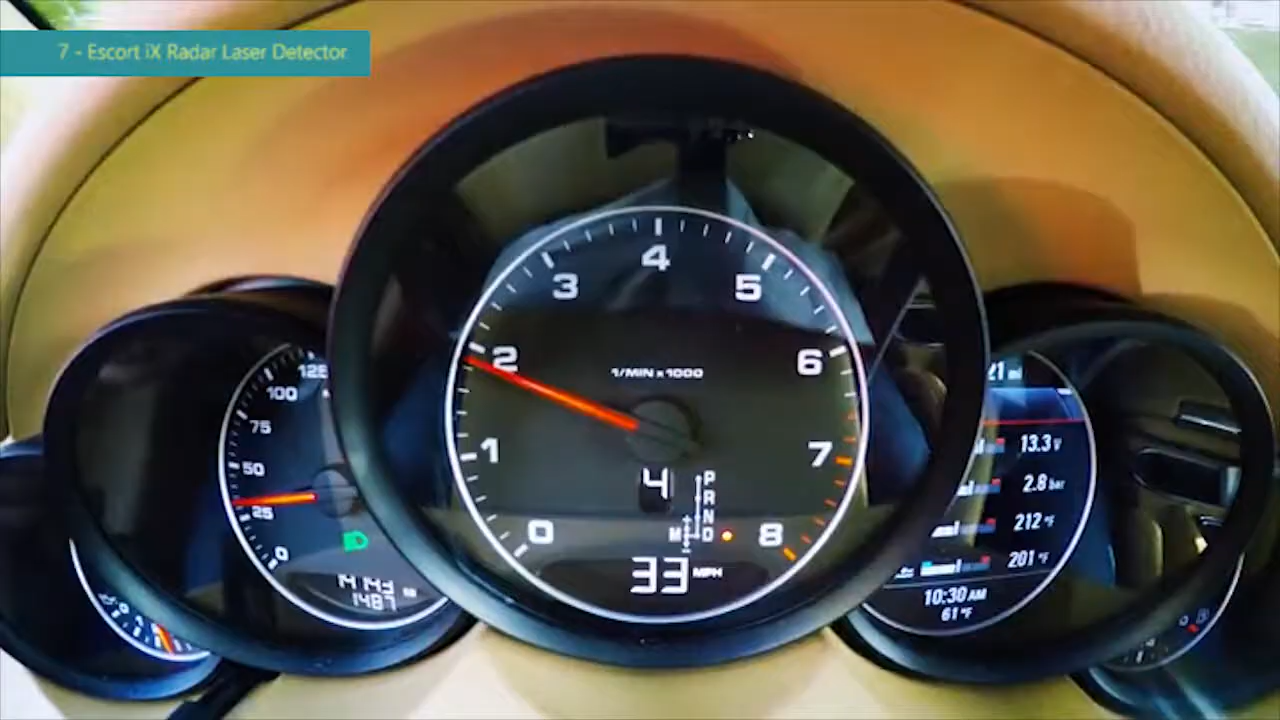 7 - Escort iX Radar Laser Detector
4
3
5
2
6
1/MIN x 1000
1
7
0
8
4
P
R
N
M D
33 MPH
125
100
75
50
25
0
1487
21 mi
13.3 V
2.8 bar
212 °F
201 °F
10:30 AM
61 °F